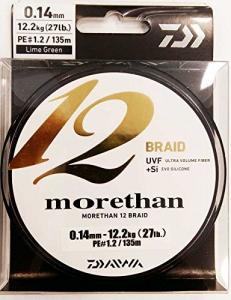 0.14mm
12.2kg(27lb.)
PE#1.2/135m
Lime Green
12
BRAID
UVF ULTRA VOLUME FIBER
+Si EVO SILICONE
morethan
MORETHAN 12 BRAID
0.14mm-12.2kg(27lb.)
PE#1.2/135m
DAIWA